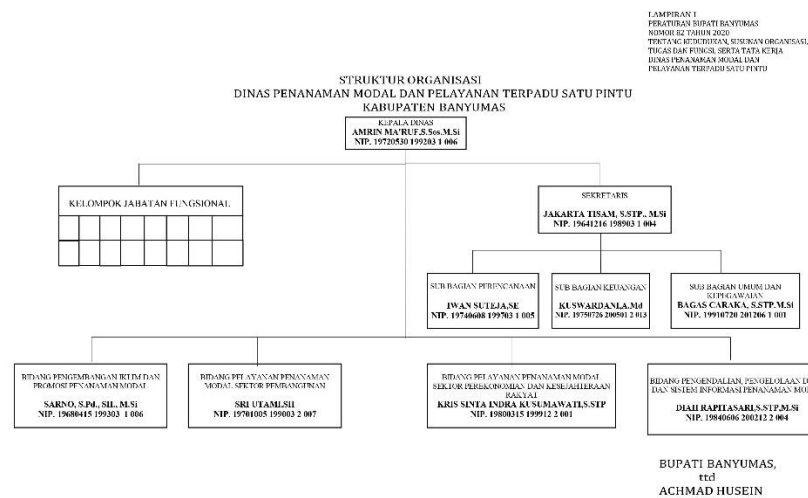 LAMPIRAN I
PERATURAN BUPATI BANYUMAS
NOMOR 82 TAHUN 2020
TENTANG KEDUDUKAN, SUSUNAN ORGANISASI,
TUGAS DAN FUNGSI, SERTA TATA KERJA
DINAS PENANAMAN MODAL DAN
PELAYANAN TERPADU SATU PINTU
STRUKTUR ORGANISASI
DINAS PENANAMAN MODAL DAN PELAYANAN TERPADU SATU PINTU
KABUPATEN BANYUMAS
KEPALA DINAS
AMRIN MA'RUF,S.Sos.M.Si
NIP. 19720530 199203 1 006
KELOMPOK JABATAN FUNGSIONAL
SEKRETARIS
JAKARTA TISAM, S.STP., M.Si
NIP. 19641216 198903 1 004
SUB BAGIAN PERENCANAAN
IWAN SUTEJA,SE
NIP. 19740608 199703 1 005
SUB BAGIAN KEUANGAN
KUSWARDANI,A.Md
NIP. 19750726 200501 2 013
SUB BAGIAN UMUM DAN
KEPEGAWAIAN
BAGAS CARAKA, S.STP.M.Si
NIP. 19910720 201206 1 001
BIDANG PENGEMBANGAN IKLIM DAN
PROMOSI PENANAMAN MODAL
SARNO, S.Pd., SH., M.Si
NIP. 19680415 199303 1 006
BIDANG PELAYANAN PENANAMAN
MODAL SEKTOR PEMBANGUNAN
SRI UTAMI,SH
NIP. 19701005 199003 2 007
BIDANG PELAYANAN PENANAMAN MODAL
SEKTOR PEREKONOMIAN DAN KESEJAHTERAAN
RAKYAT
KRIS SINTA INDRA KUSUMAWATI,S.STP
NIP. 19800315 199912 2 001
BIDANG PENGENDALIAN, PENGELOLAAN D
DAN SISTEM INFORMASI PENANAMAN MO
DIAH RAPITASARI,S.STP,M.Si
NIP. 19840606 200212 2 004
BUPATI BANYUMAS,
ttd
ACHMAD HUSEIN